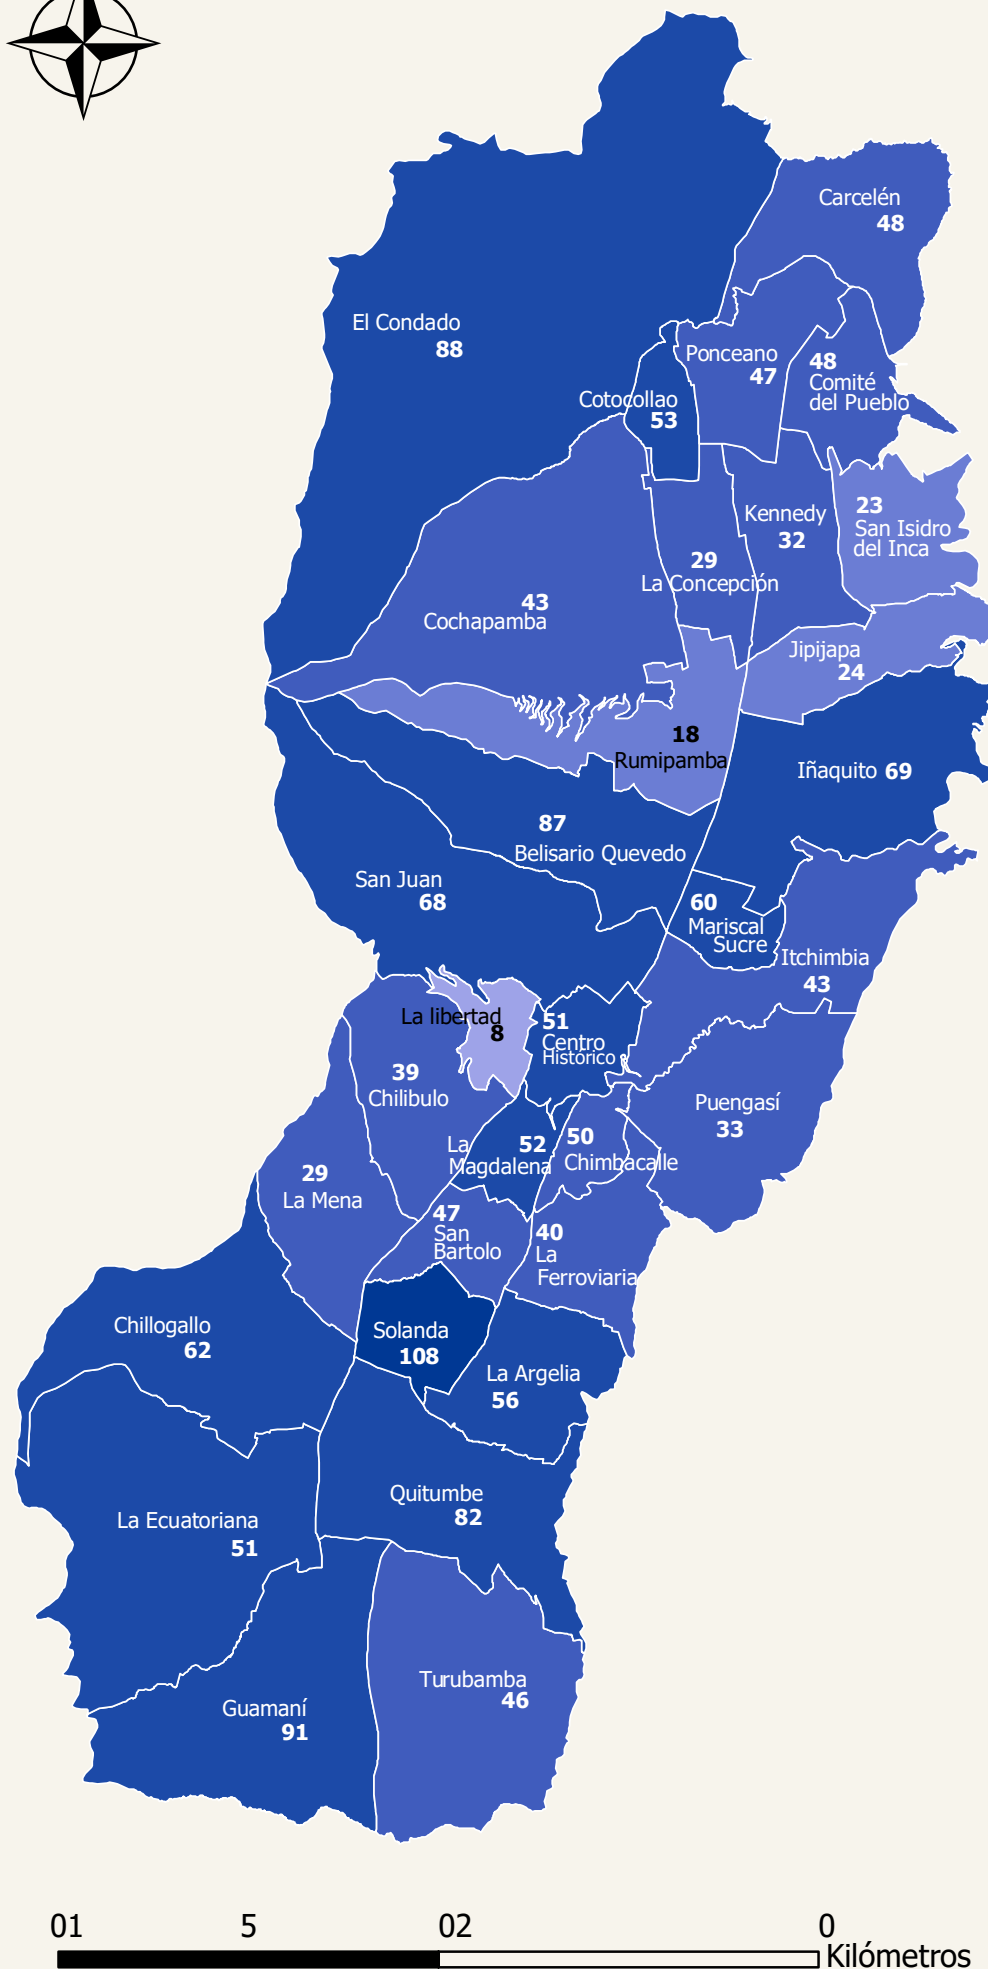 Carcelén
48
El Condado
88
Ponceano
47
48
Comité
del Pueblo
Cotocollao
53
Kennedy
32
23
San Isidro
del Inca
29
La Concepción
43
Cochapamba
Jipijapa
24
18
Rumipamba
Iñaquito 69
87
Belisario Quevedo
San Juan
68
60
Mariscal
Sucre
Itchimbia
43
La libertad
8
51
Centro
Histórico
39
Chilibulo
Puengasí
33
La
Magdalena
52
50
Chimbacalle
29
La Mena
47
San
Bartolo
40
La
Ferroviaria
Chillogallo
62
Solanda
108
La Argelia
56
Quitumbe
82
La Ecuatoriana
51
Turubamba
46
Guamaní
91
01 5 02 0
Kilómetros